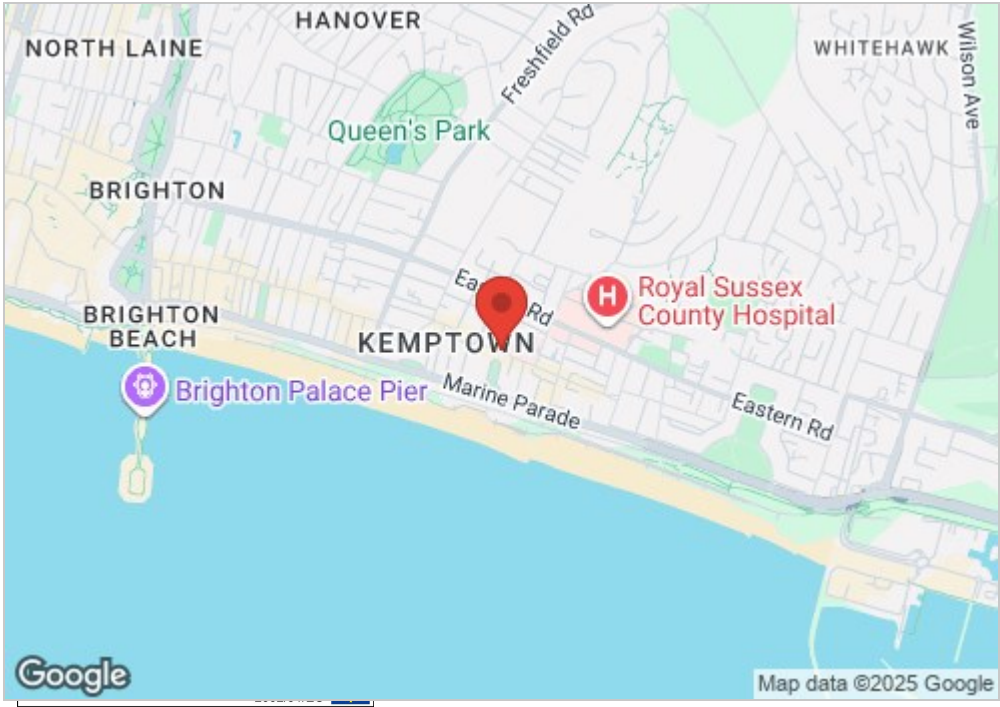 HANOVER
NORTH LAINE
Freshfield Rd
WHITEHAWK
Wilson Ave
Queen's Park
BRIGHTON
Royal Sussex
County Hospital
H
BRIGHTON
BEACH
KEMPTOWN
Brighton Palace Pier
Marine Parade
Eastern Rd
Google
Map data ©2025 Google